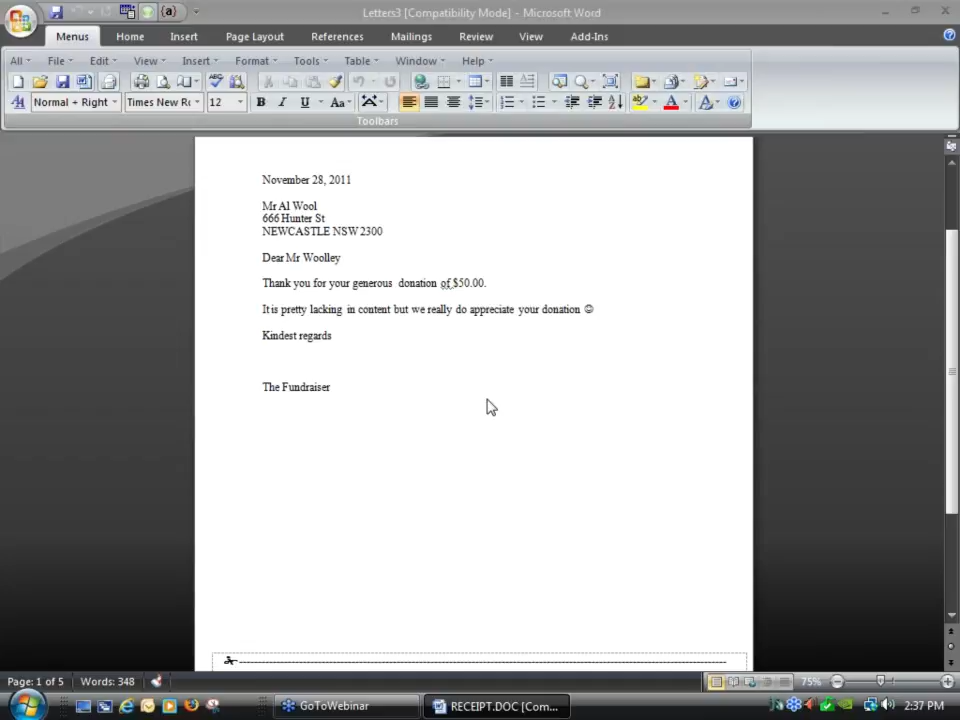 Letters3 [Compatibility Mode] - Microsoft Word
Menus Home Insert Page Layout References Mailings Review View Add-Ins
All File Edit View Insert Format Tools Table Window Help
Normal + Right Times New Ro 12 B I U Aa
Toolbars
November 28, 2011
Mr Al Wool
666 Hunter St
NEWCASTLE NSW 2300
Dear Mr Woolley
Thank you for your generous donation of $50.00.
It is pretty lacking in content but we really do appreciate your donation ☺
Kindest regards
The Fundraiser
Page: 1 of 5 Words: 348 75%
GoToWebinar RECEIPT.DOC [Com... 2:37 PM